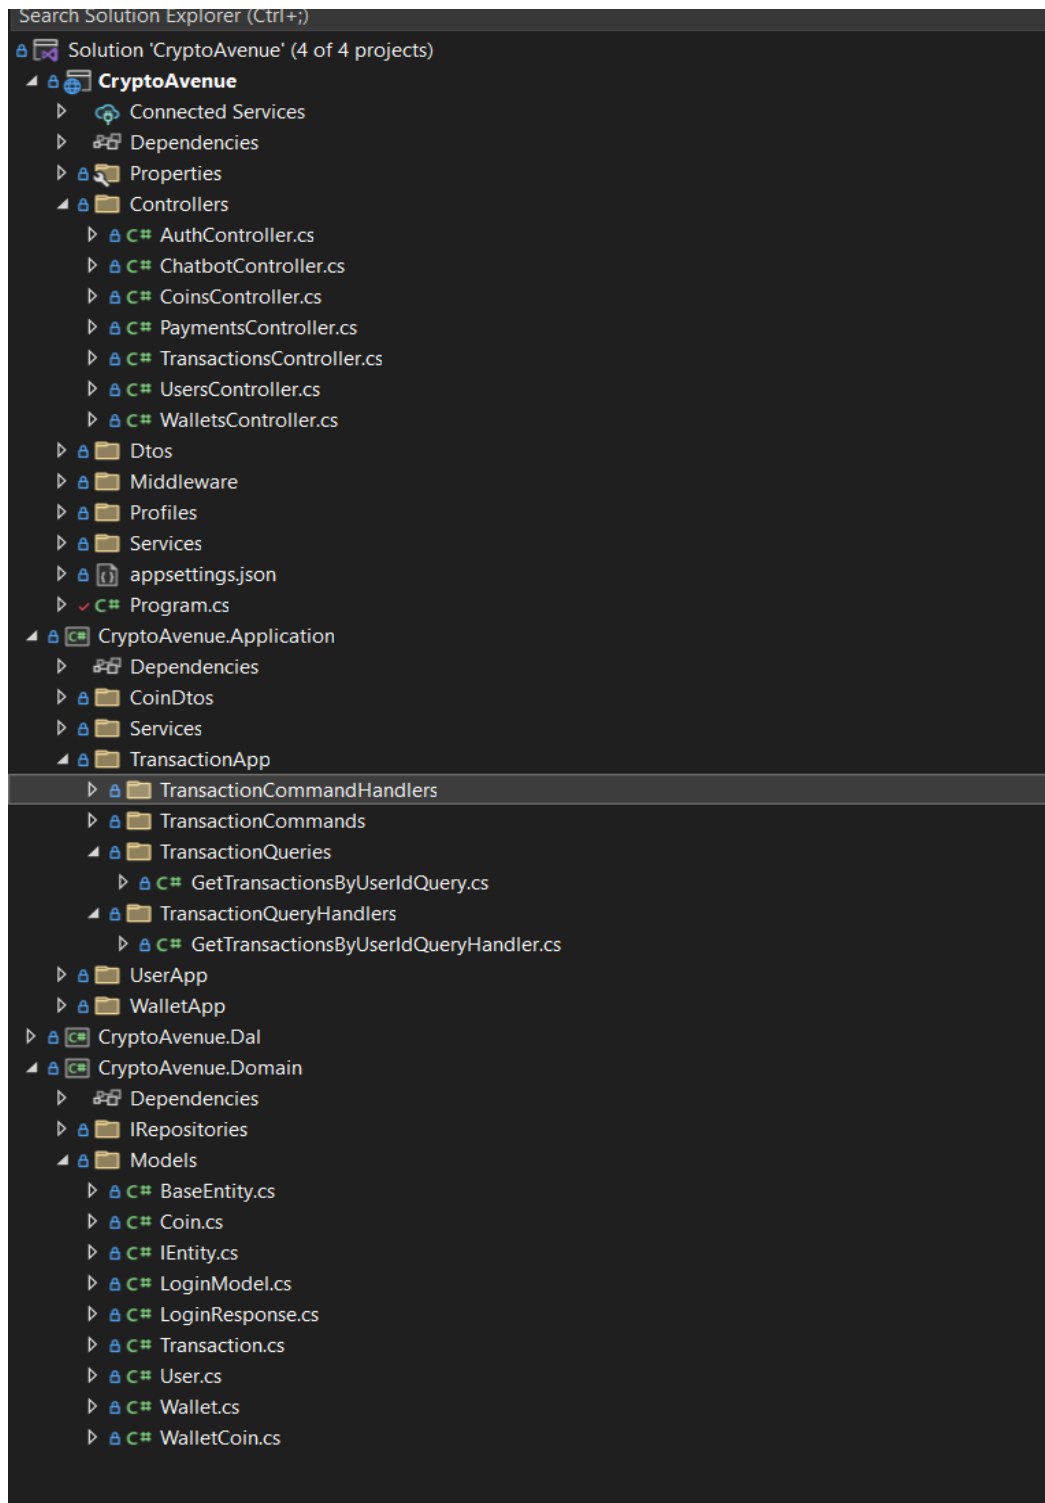 Search Solution Explorer (Ctrl+;)
Solution 'CryptoAvenue' (4 of 4 projects)
CryptoAvenue
Connected Services
Dependencies
Properties
Controllers
C# AuthController.cs
C# ChatbotController.cs
C# CoinsController.cs
C# PaymentsController.cs
C# TransactionsController.cs
C# UsersController.cs
C# WalletsController.cs
Dtos
Middleware
Profiles
Services
appsettings.json
C# Program.cs
C# CryptoAvenue.Application
Dependencies
CoinDtos
Services
TransactionApp
TransactionCommandHandlers
TransactionCommands
TransactionQueries
C# GetTransactionsByUserIdQuery.cs
TransactionQueryHandlers
C# GetTransactionsByUserIdQueryHandler.cs
UserApp
WalletApp
C# CryptoAvenue.Dal
C# CryptoAvenue.Domain
Dependencies
IRepositories
Models
C# BaseEntity.cs
C# Coin.cs
C# IEntity.cs
C# LoginModel.cs
C# LoginResponse.cs
C# Transaction.cs
C# User.cs
C# Wallet.cs
C# WalletCoin.cs